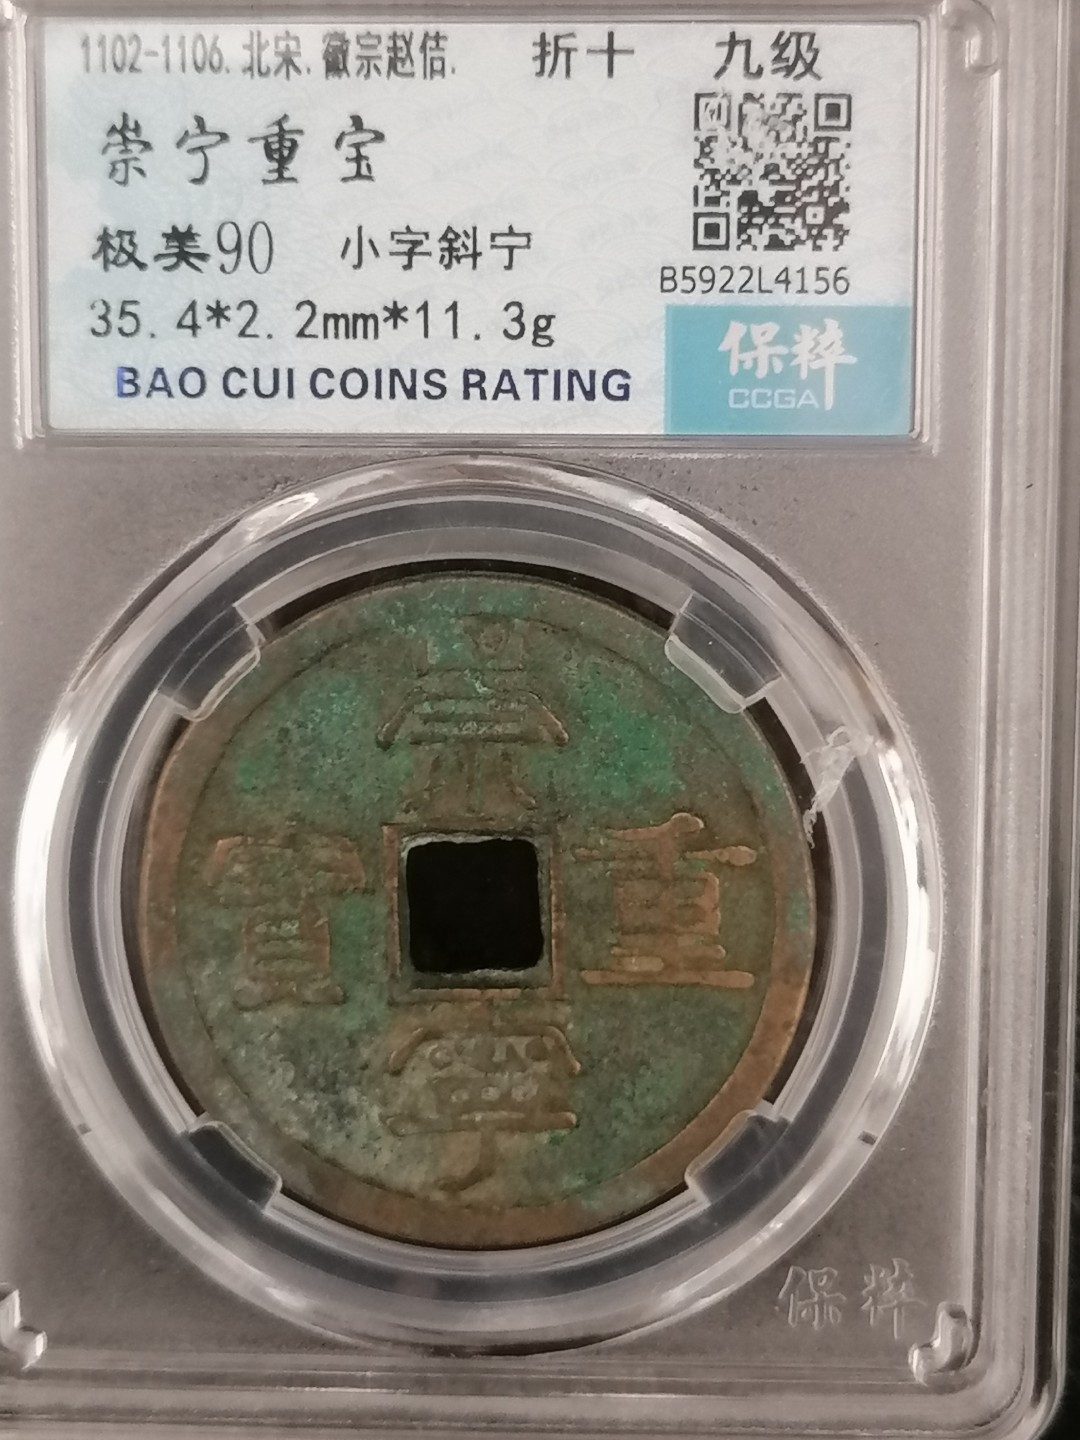 1102-1106.北宋.徽宗赵佶. 折十 九级
崇宁重宝
极美90 小字斜宁
B5922L4156
35.4*2.2mm*11.3g
保粹
CCGA
BAO CUI COINS RATING
崇
寶 重
寧
保粹